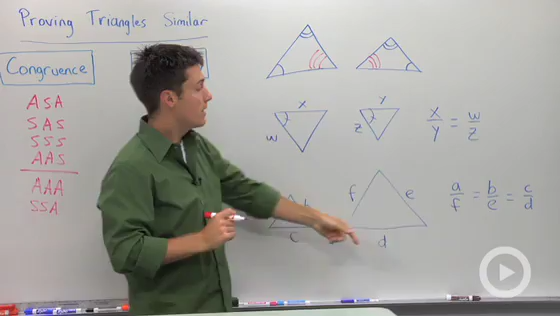 Proving Triangles Similar
Congruence
ASA
SAS
SSS
AAS
AAA
SSA
x
w
y
z
x/y = w/z
f
e
c
d
a/f = b/e = c/d